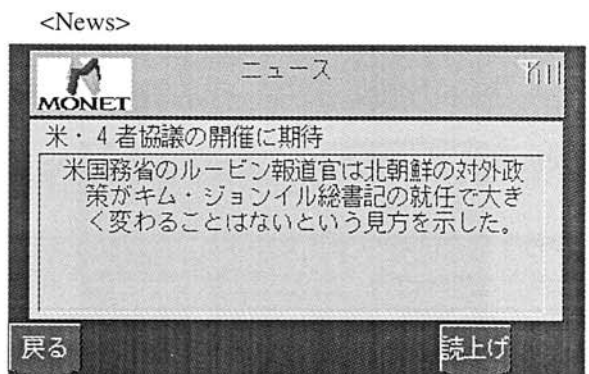 <News>
ニュース
MONET
米・4者協議の開催に期待
米国務省のルービン報道官は北朝鮮の対外政
策がキム・ジョンイル総書記の就任で大き
く変わることはないという見方を示した。
戻る
読上げ